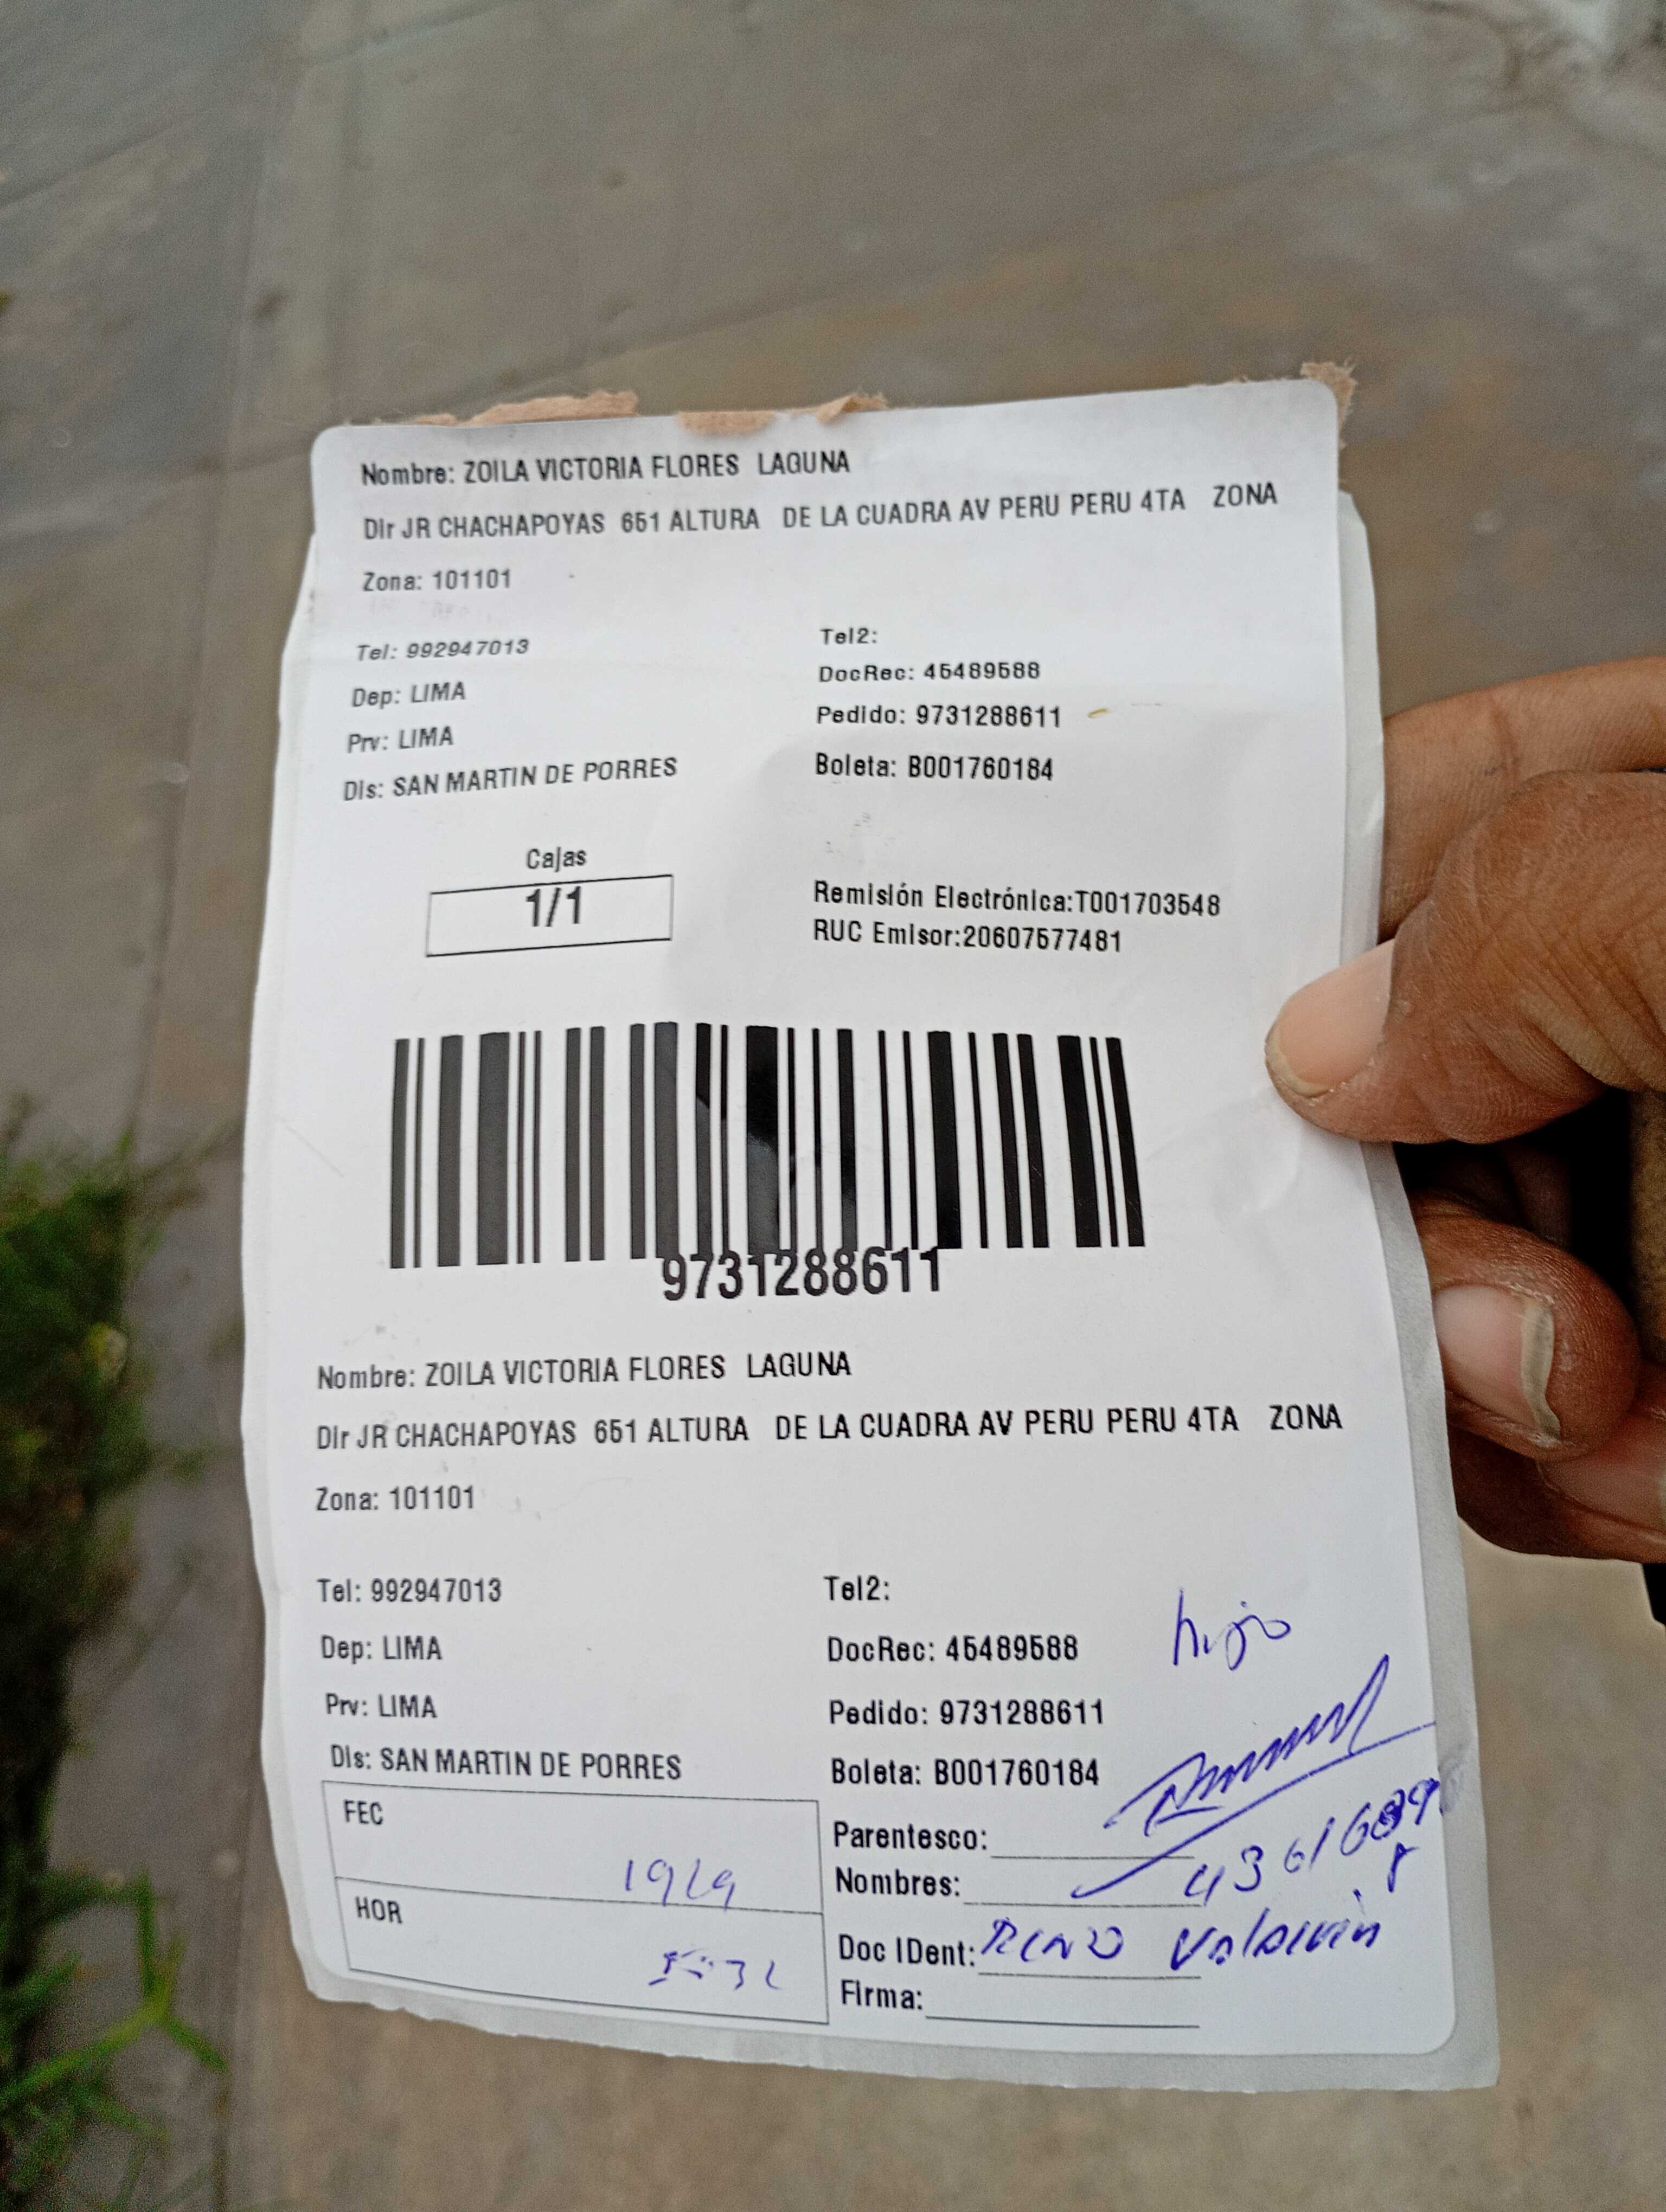 Nombre: ZOILA VICTORIA FLORES LAGUNA
Dir JR CHACHAPOYAS 651 ALTURA DE LA CUADRA AV PERU PERU 4TA ZONA
Zona: 101101
Tel: 992947013
Tel2:
Dep: LIMA
DocRec: 45489588
Prv: LIMA
Pedido: 9731288611
Dis: SAN MARTIN DE PORRES
Boleta: B001760184
Cajas
1/1
Remisión Electrónica:T001703548
RUC Emisor:20607577481
9731288611
Nombre: ZOILA VICTORIA FLORES LAGUNA
Dir JR CHACHAPOYAS 651 ALTURA DE LA CUADRA AV PERU PERU 4TA ZONA
Zona: 101101
Tel: 992947013
Tel2:
hijo
Dep: LIMA
DocRec: 45489588
Prv: LIMA
Pedido: 9731288611
Dis: SAN MARTIN DE PORRES
Boleta: B001760184
FEC
Parentesco:
Nombres:
HOR
Doc IDent:
Firma: